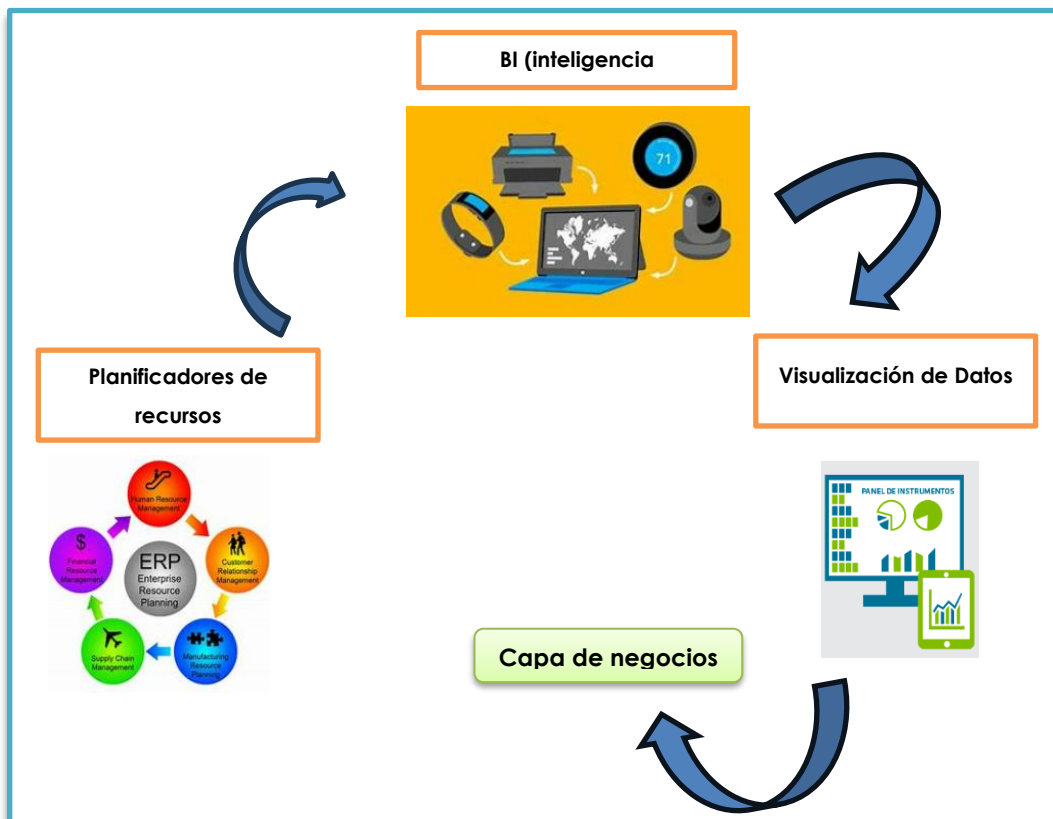 BI (inteligencia
71
Planificadores de
recursos
Visualización de Datos
Human Resource
Management
$
Financial
Resource
Management
ERP
Enterprise
Resource
Planning
Customer
Relationship
Management
Supply Chain
Management
Manufacturing
Resource
Planning
PANEL DE INSTRUMENTOS
Capa de negocios